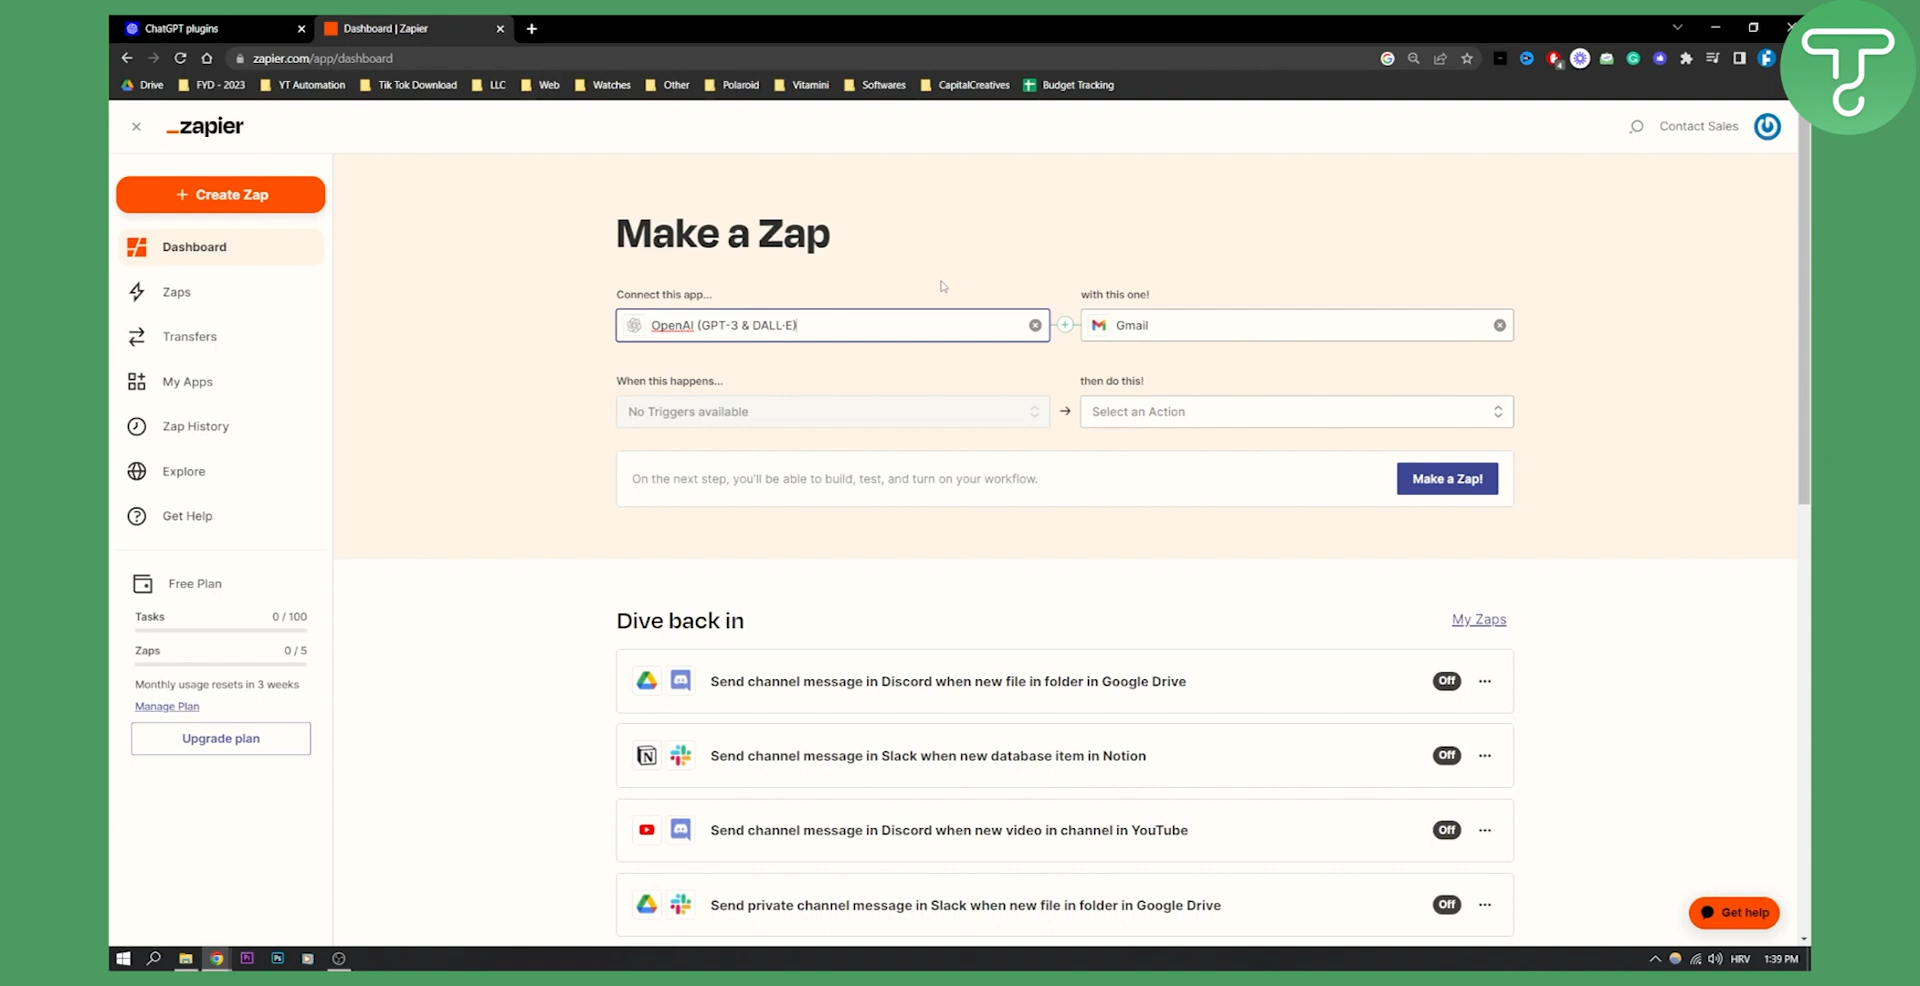 ChatGPT plugins
Dashboard | Zapier
zapier.com/app/dashboard
Drive
FYD - 2023
YT Automation
Tik Tok Download
LLC
Web
Watches
Other
Polaroid
Vitamini
Softwares
CapitalCreatives
Budget Tracking
_zapier
Contact Sales
+ Create Zap
Dashboard
Zaps
Transfers
My Apps
Zap History
Explore
Get Help
Free Plan
Tasks 0 / 100
Zaps 0 / 5
Monthly usage resets in 3 weeks
Manage Plan
Upgrade plan
Make a Zap
Connect this app...
with this one!
OpenAI (GPT-3 & DALL·E)
Gmail
When this happens...
then do this!
No Triggers available
Select an Action
On the next step, you'll be able to build, test, and turn on your workflow.
Make a Zap!
Dive back in
My Zaps
Send channel message in Discord when new file in folder in Google Drive
Off
Send channel message in Slack when new database item in Notion
Off
Send channel message in Discord when new video in channel in YouTube
Off
Send private channel message in Slack when new file in folder in Google Drive
Off
Get help
HRV
1:39 PM